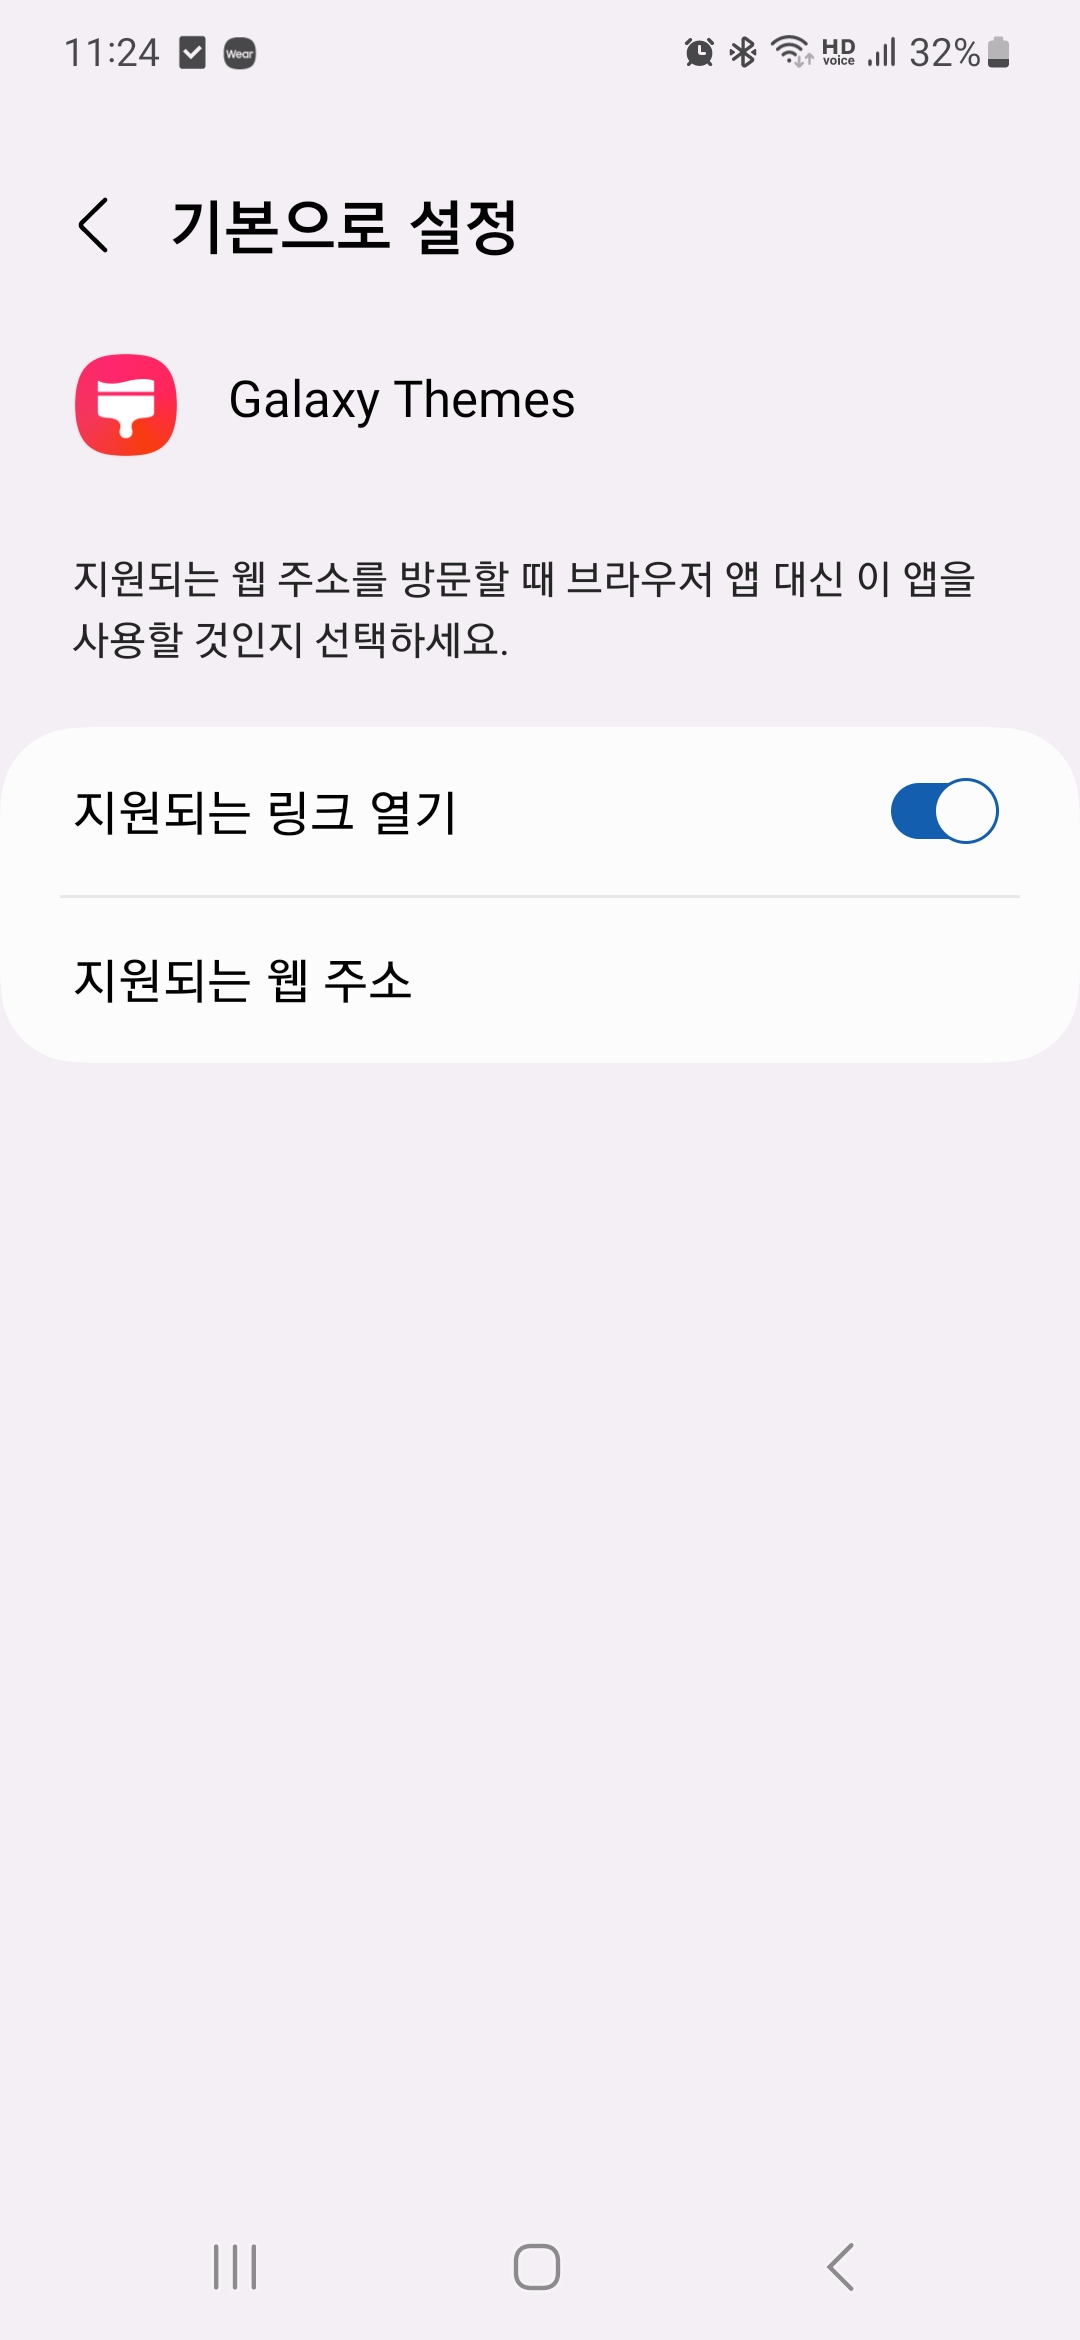 11:24 Wear HD voice 32%
기본으로 설정
Galaxy Themes
지원되는 웹 주소를 방문할 때 브라우저 앱 대신 이 앱을
사용할 것인지 선택하세요.
지원되는 링크 열기
지원되는 웹 주소